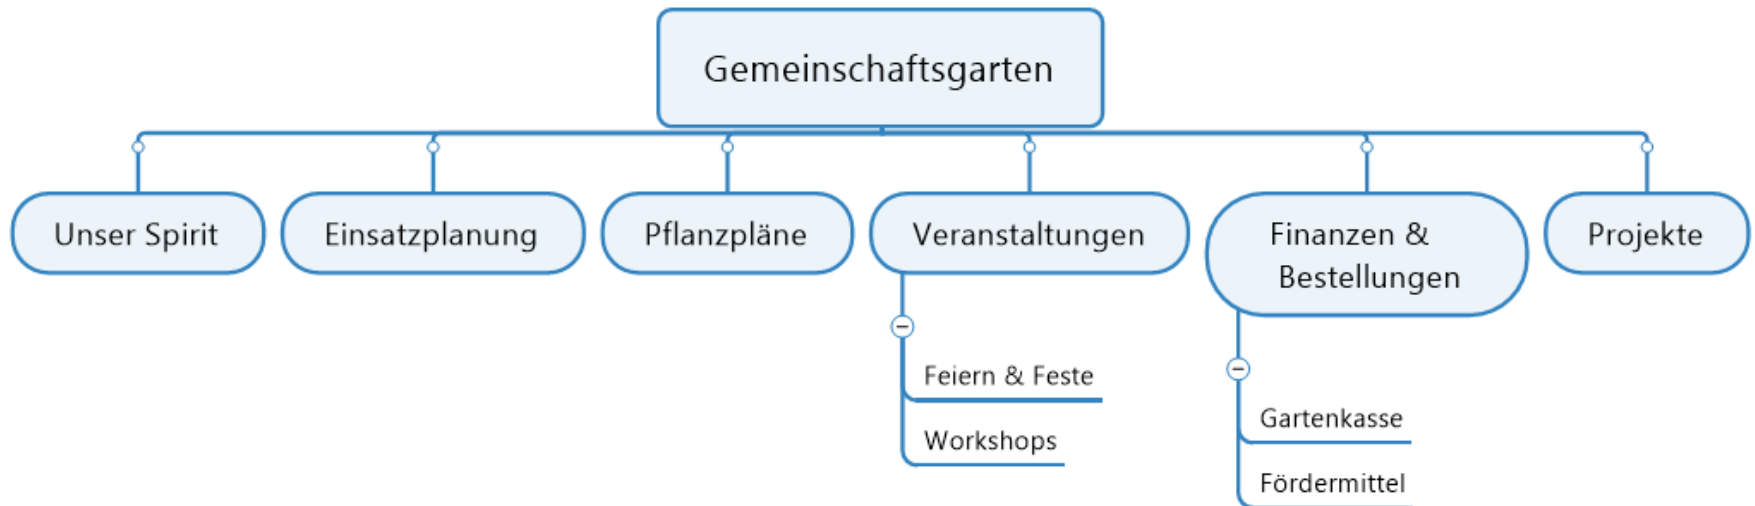 Gemeinschaftsgarten
Unser Spirit
Einsatzplanung
Pflanzpläne
Veranstaltungen
Finanzen &
Bestellungen
Projekte
Feiern & Feste
Workshops
Gartenkasse
Fördermittel